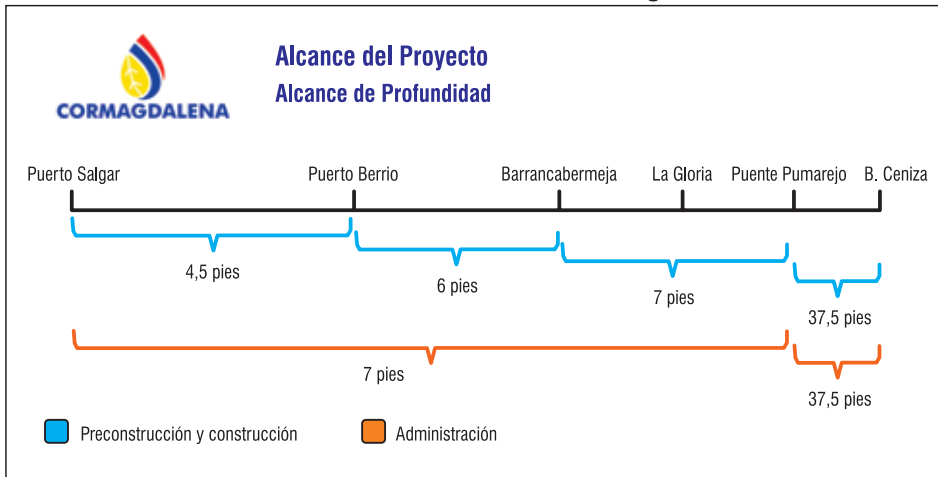 Alcance del Proyecto
Alcance de Profundidad
CORMAGDALENA
Puerto Salgar Puerto Berrio Barrancabermeja La Gloria Puente Pumarejo B. Ceniza
4,5 pies
6 pies
7 pies
37,5 pies
7 pies
37,5 pies
Preconstrucción y construcción Administración